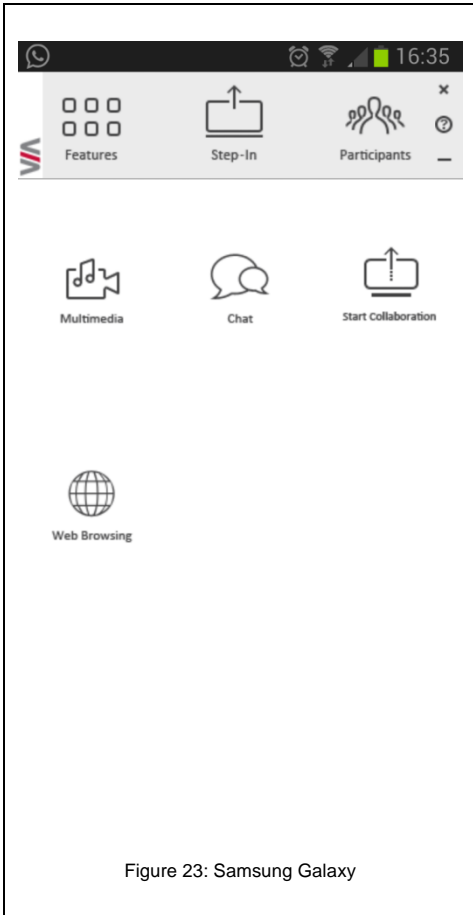 16:35
Features Step-In Participants
Multimedia Chat Start Collaboration
Web Browsing
Figure 23: Samsung Galaxy